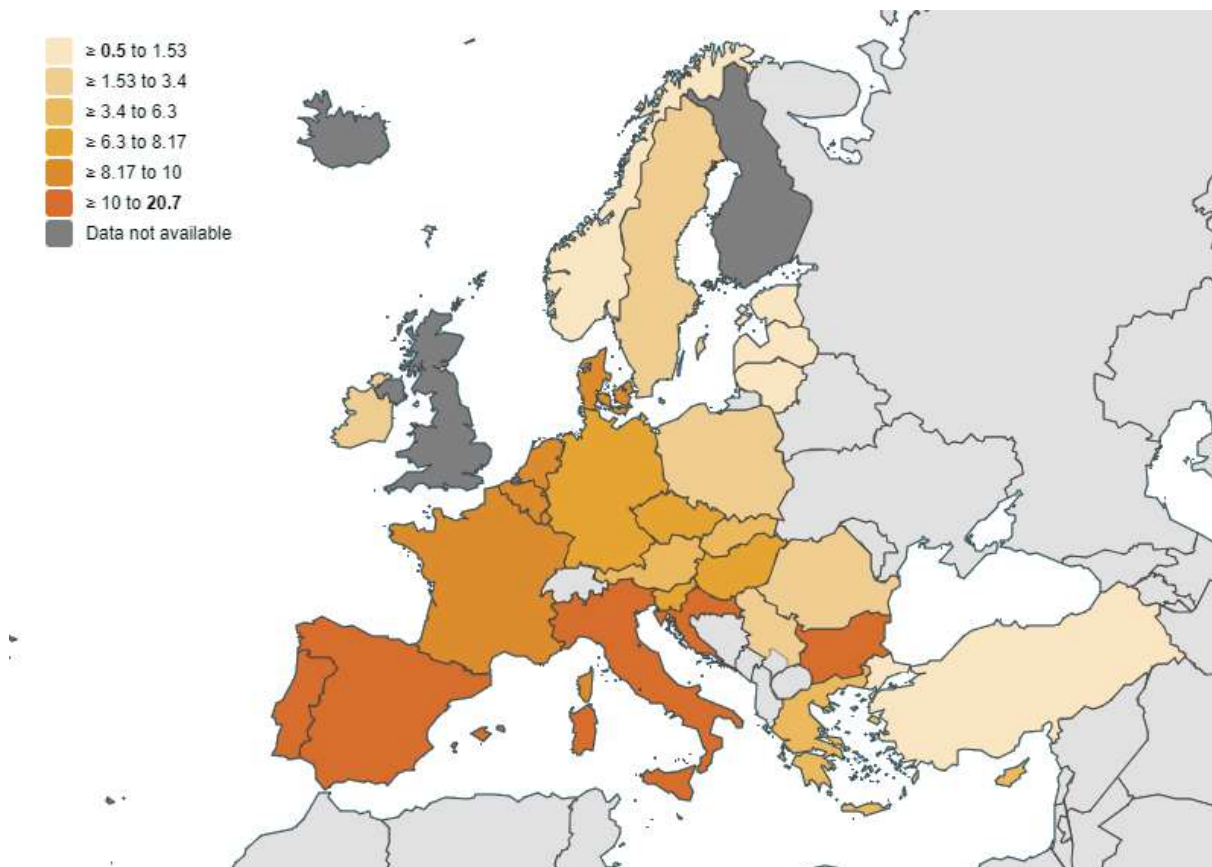 ≥ 0.5 to 1.53
≥ 1.53 to 3.4
≥ 3.4 to 6.3
≥ 6.3 to 8.17
≥ 8.17 to 10
≥ 10 to 20.7
Data not available